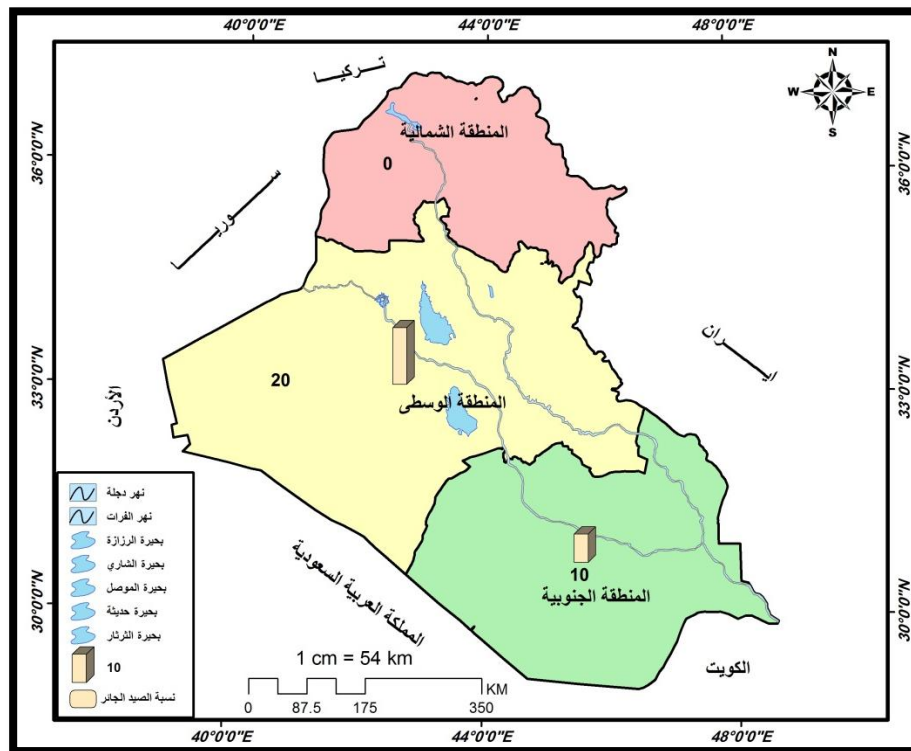 40°0'0"E 44°0'0"E 48°0'0"E
تركيا
N
W E
S
المنطقة الشمالية
36°0'0"N 36°0'0"N
0
سوريا
ايران
33°0'0"N 33°0'0"N
20
المنطقة الوسطى
الأردن
نهر دجلة
نهر الفرات
بحيرة الرزازة
بحيرة الشاري
بحيرة الموصل
بحيرة حديثة
بحيرة الثرثار
10
نسبة الصيد الجائر
10
المنطقة الجنوبية
30°0'0"N 30°0'0"N
المملكة العربية السعودية
الكويت
1 cm = 54 km
KM
0 87.5 175 350
40°0'0"E 44°0'0"E 48°0'0"E